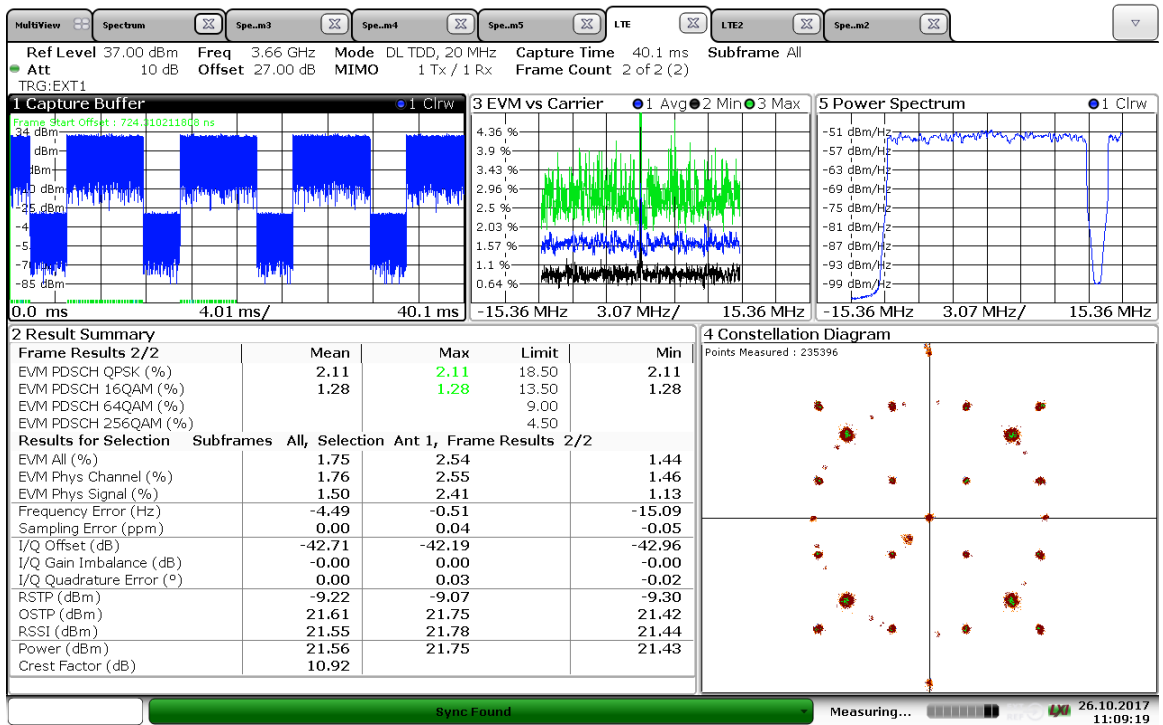 MultiView Spectrum Spe..m3 Spe..m4 Spe..m5 LTE LTE2 Spe..m2
Ref Level 37.00 dBm Freq 3.66 GHz Mode DL TDD, 20 MHz Capture Time 40.1 ms Subframe All
Att 10 dB Offset 27.00 dB MIMO 1 Tx / 1 Rx Frame Count 2 of 2 (2)
TRG:EXT1
1 Capture Buffer 1 Clrw
Frame Start Offset : 724.310211808 ns
34 dBm
-85 dBm
0.0 ms 4.01 ms/ 40.1 ms
3 EVM vs Carrier 1 Avg 2 Min 3 Max
4.36 %
3.9 %
3.43 %
2.96 %
2.5 %
2.03 %
1.57 %
1.1 %
0.64 %
-15.36 MHz 3.07 MHz/ 15.36 MHz
5 Power Spectrum 1 Clrw
-51 dBm/Hz
-57 dBm/Hz
-63 dBm/Hz
-69 dBm/Hz
-75 dBm/Hz
-81 dBm/Hz
-87 dBm/Hz
-93 dBm/Hz
-99 dBm/Hz
-15.36 MHz 3.07 MHz/ 15.36 MHz
2 Result Summary
Frame Results 2/2 Mean Max Limit Min
EVM PDSCH QPSK (%) 2.11 2.11 18.50 2.11
EVM PDSCH 16QAM (%) 1.28 1.28 13.50 1.28
EVM PDSCH 64QAM (%) 9.00
EVM PDSCH 256QAM (%) 4.50
Results for Selection Subframes All, Selection Ant 1, Frame Results 2/2
EVM All (%) 1.75 2.54 1.44
EVM Phys Channel (%) 1.76 2.55 1.46
EVM Phys Signal (%) 1.50 2.41 1.13
Frequency Error (Hz) -4.49 -0.51 -15.09
Sampling Error (ppm) 0.00 0.04 -0.05
I/Q Offset (dB) -42.71 -42.19 -42.96
I/Q Gain Imbalance (dB) -0.00 0.00 -0.00
I/Q Quadrature Error (°) 0.00 0.03 -0.02
RSTP (dBm) -9.22 -9.07 -9.30
OSTP (dBm) 21.61 21.75 21.42
RSSI (dBm) 21.55 21.78 21.44
Power (dBm) 21.56 21.75 21.43
Crest Factor (dB) 10.92
4 Constellation Diagram
Points Measured : 235396
Sync Found
Measuring...
REF
LXI
26.10.2017
11:09:19